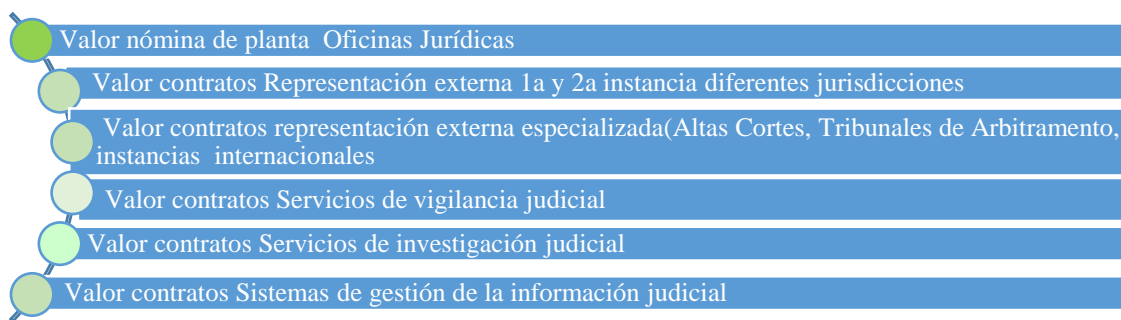 Valor nómina de planta Oficinas Jurídicas
Valor contratos Representación externa 1a y 2a instancia diferentes jurisdicciones
Valor contratos representación externa especializada(Altas Cortes, Tribunales de Arbitramento,
instancias internacionales
Valor contratos Servicios de vigilancia judicial
Valor contratos Servicios de investigación judicial
Valor contratos Sistemas de gestión de la información judicial